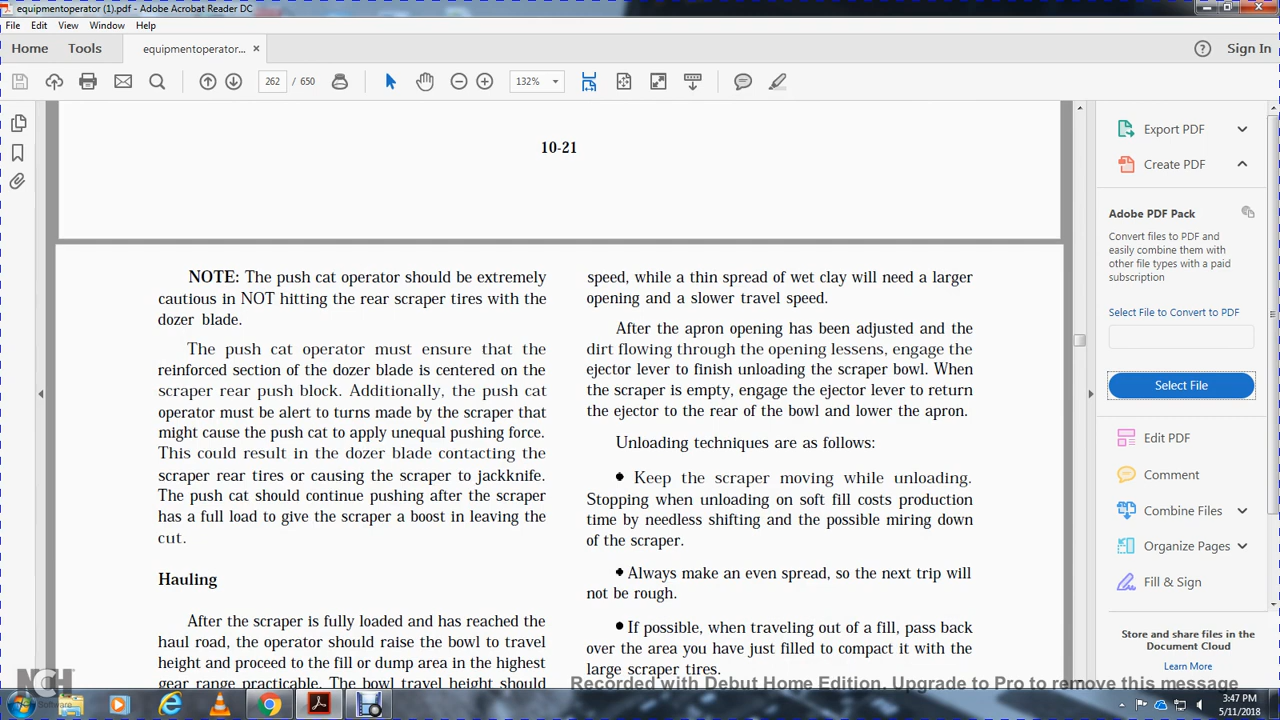 equipmentoperator (1).pdf - Adobe Acrobat Reader DC
File Edit View Window Help
Home Tools equipmentoperator... × Sign In
262 / 650 132%
10-21
NOTE: The push cat operator should be extremely
cautious in NOT hitting the rear scraper tires with the
dozer blade.
The push cat operator must ensure that the
reinforced section of the dozer blade is centered on the
scraper rear push block. Additionally, the push cat
operator must be alert to turns made by the scraper that
might cause the push cat to apply unequal pushing force.
This could result in the dozer blade contacting the
scraper rear tires or causing the scraper to jackknife.
The push cat should continue pushing after the scraper
has a full load to give the scraper a boost in leaving the
cut.
Hauling
After the scraper is fully loaded and has reached the
haul road, the operator should raise the bowl to travel
height and proceed to the fill or dump area in the highest
gear range practicable. The bowl travel height should
speed, while a thin spread of wet clay will need a larger
opening and a slower travel speed.
After the apron opening has been adjusted and the
dirt flowing through the opening lessens, engage the
ejector lever to finish unloading the scraper bowl. When
the scraper is empty, engage the ejector lever to return
the ejector to the rear of the bowl and lower the apron.
Unloading techniques are as follows:
• Keep the scraper moving while unloading.
Stopping when unloading on soft fill costs production
time by needless shifting and the possible miring down
of the scraper.
• Always make an even spread, so the next trip will
not be rough.
• If possible, when traveling out of a fill, pass back
over the area you have just filled to compact it with the
large scraper tires.
Export PDF
Create PDF
Adobe PDF Pack
Convert files to PDF and
easily combine them with
other file types with a paid
subscription
Select File to Convert to PDF
Select File
Edit PDF
Comment
Combine Files
Organize Pages
Fill & Sign
Store and share files in the
Document Cloud
Learn More
NCH
Software
Recorded with Debut Home Edition. Upgrade to Pro to remove this message
3:47 PM
5/11/2018